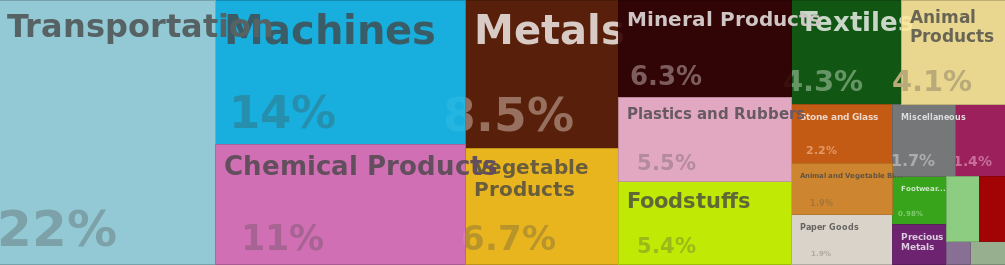 Transportation
22%
Machines
14%
Chemical Products
11%
Metals
8.5%
Vegetable
Products
6.7%
Mineral Products
6.3%
Plastics and Rubbers
5.5%
Foodstuffs
5.4%
Textiles
4.3%
Animal
Products
4.1%
Stone and Glass
2.2%
Animal and Vegetable B...
1.9%
Paper Goods
1.9%
Miscellaneous
1.7%
1.4%
Footwear...
0.98%
Precious
Metals